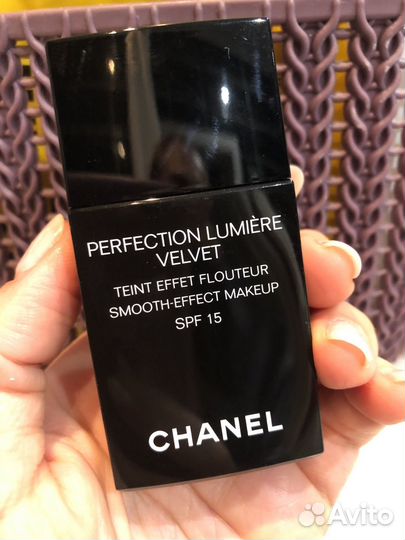 PERFECTION LUMIÈRE
VELVET
TEINT EFFET FLOUTEUR
SMOOTH-EFFECT MAKEUP
SPF 15
CHANEL
Avito